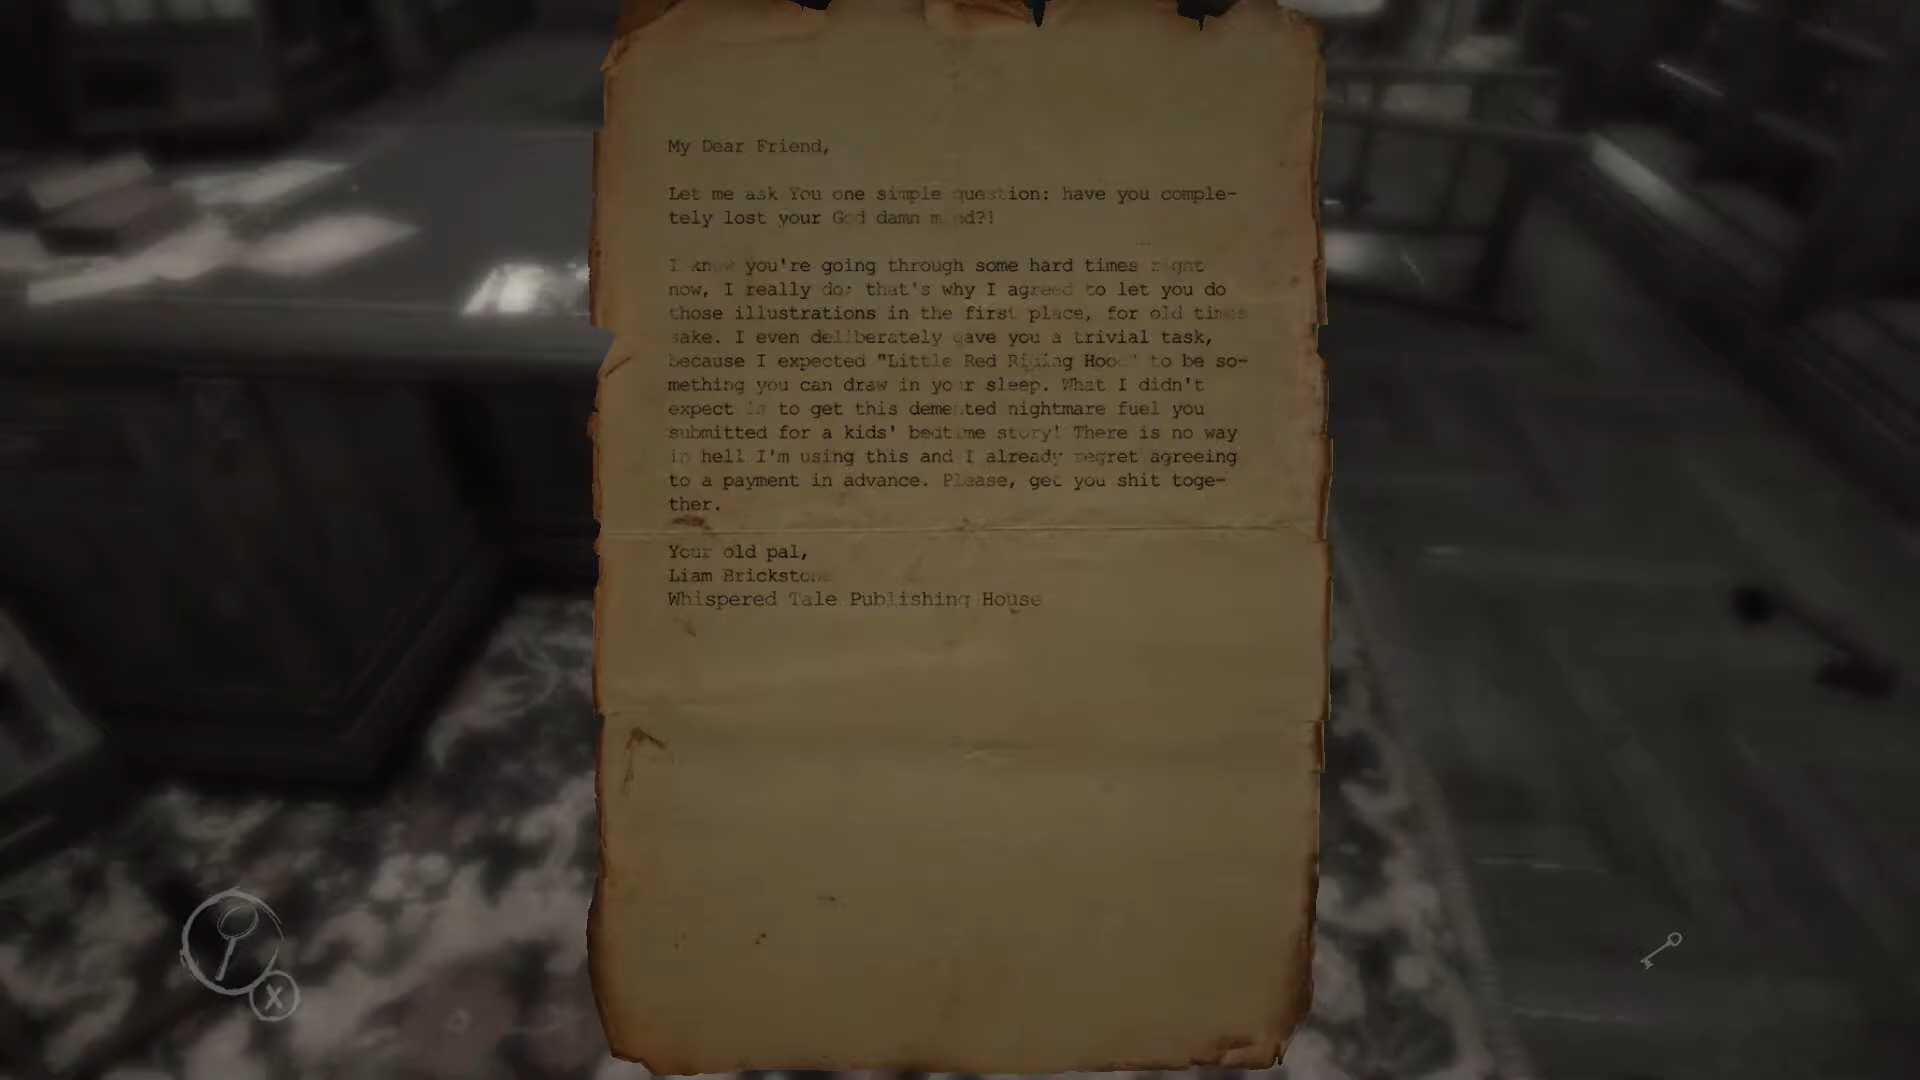 My Dear Friend,
Let me ask You one simple question: have you comple-
tely lost your God damn mind?!
I know you're going through some hard times right
now, I really do; that's why I agreed to let you do
those illustrations in the first place, for old times
sake. I even deliberately gave you a trivial task,
because I expected "Little Red Riding Hood" to be so-
mething you can draw in your sleep. What I didn't
expect is to get this demented nightmare fuel you
submitted for a kids' bedtime story! There is no way
in hell I'm using this and I already regret agreeing
to a payment in advance. Please, get you shit toge-
ther.
Your old pal,
Liam Brickstone
Whispered Tale Publishing House
X